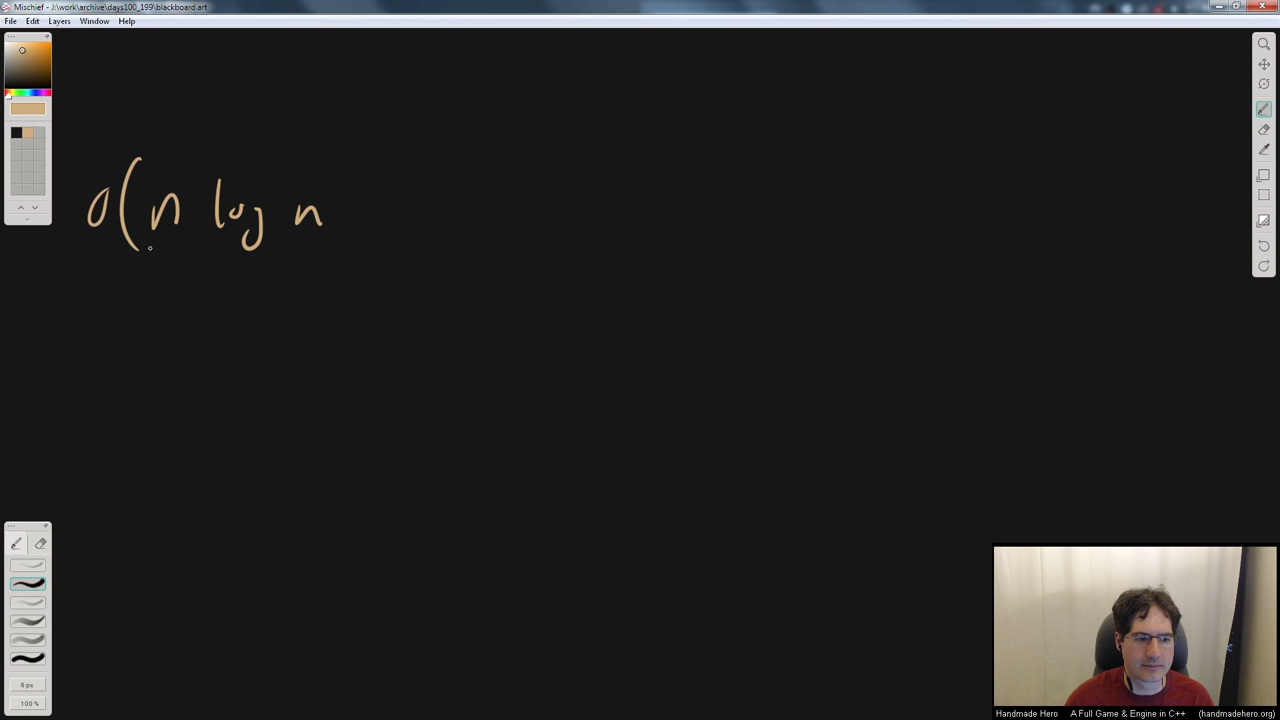 Mischief - J:\work\archive\days100_199\blackboard.art
File Edit Layers Window Help
O(n log n
6 px
100 %
Handmade Hero A Full Game & Engine in C++ (handmadehero.org)